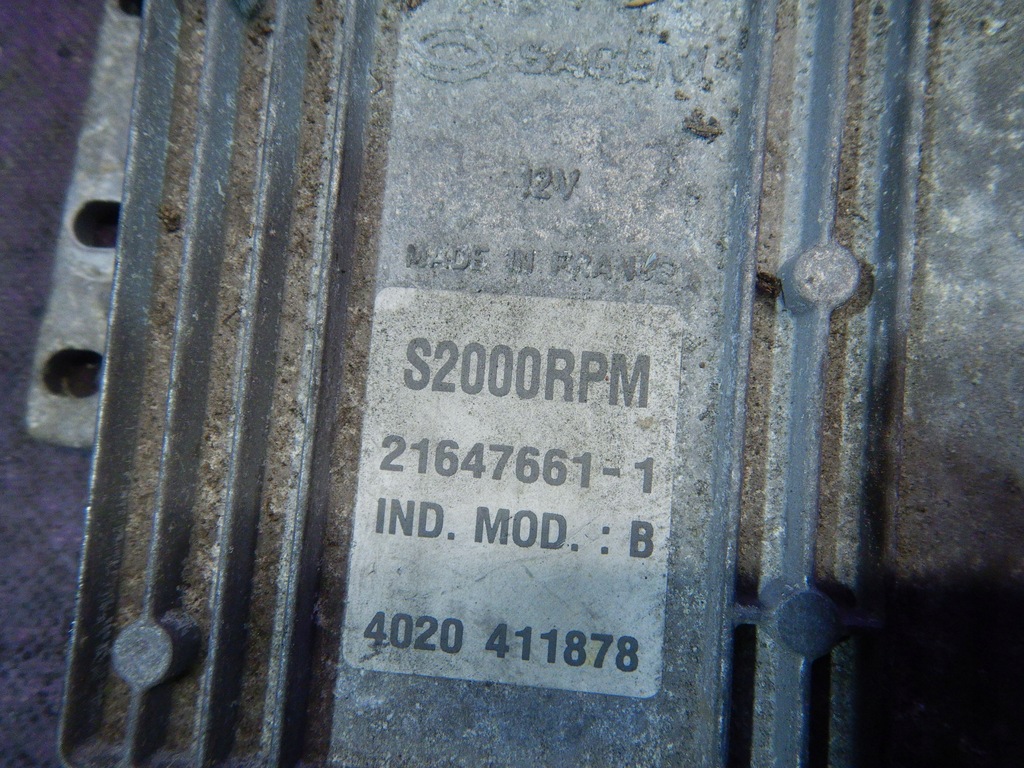 SAGEM
12V
MADE IN FRANCE
S2000RPM
21647661-1
IND. MOD. : B
4020 411878